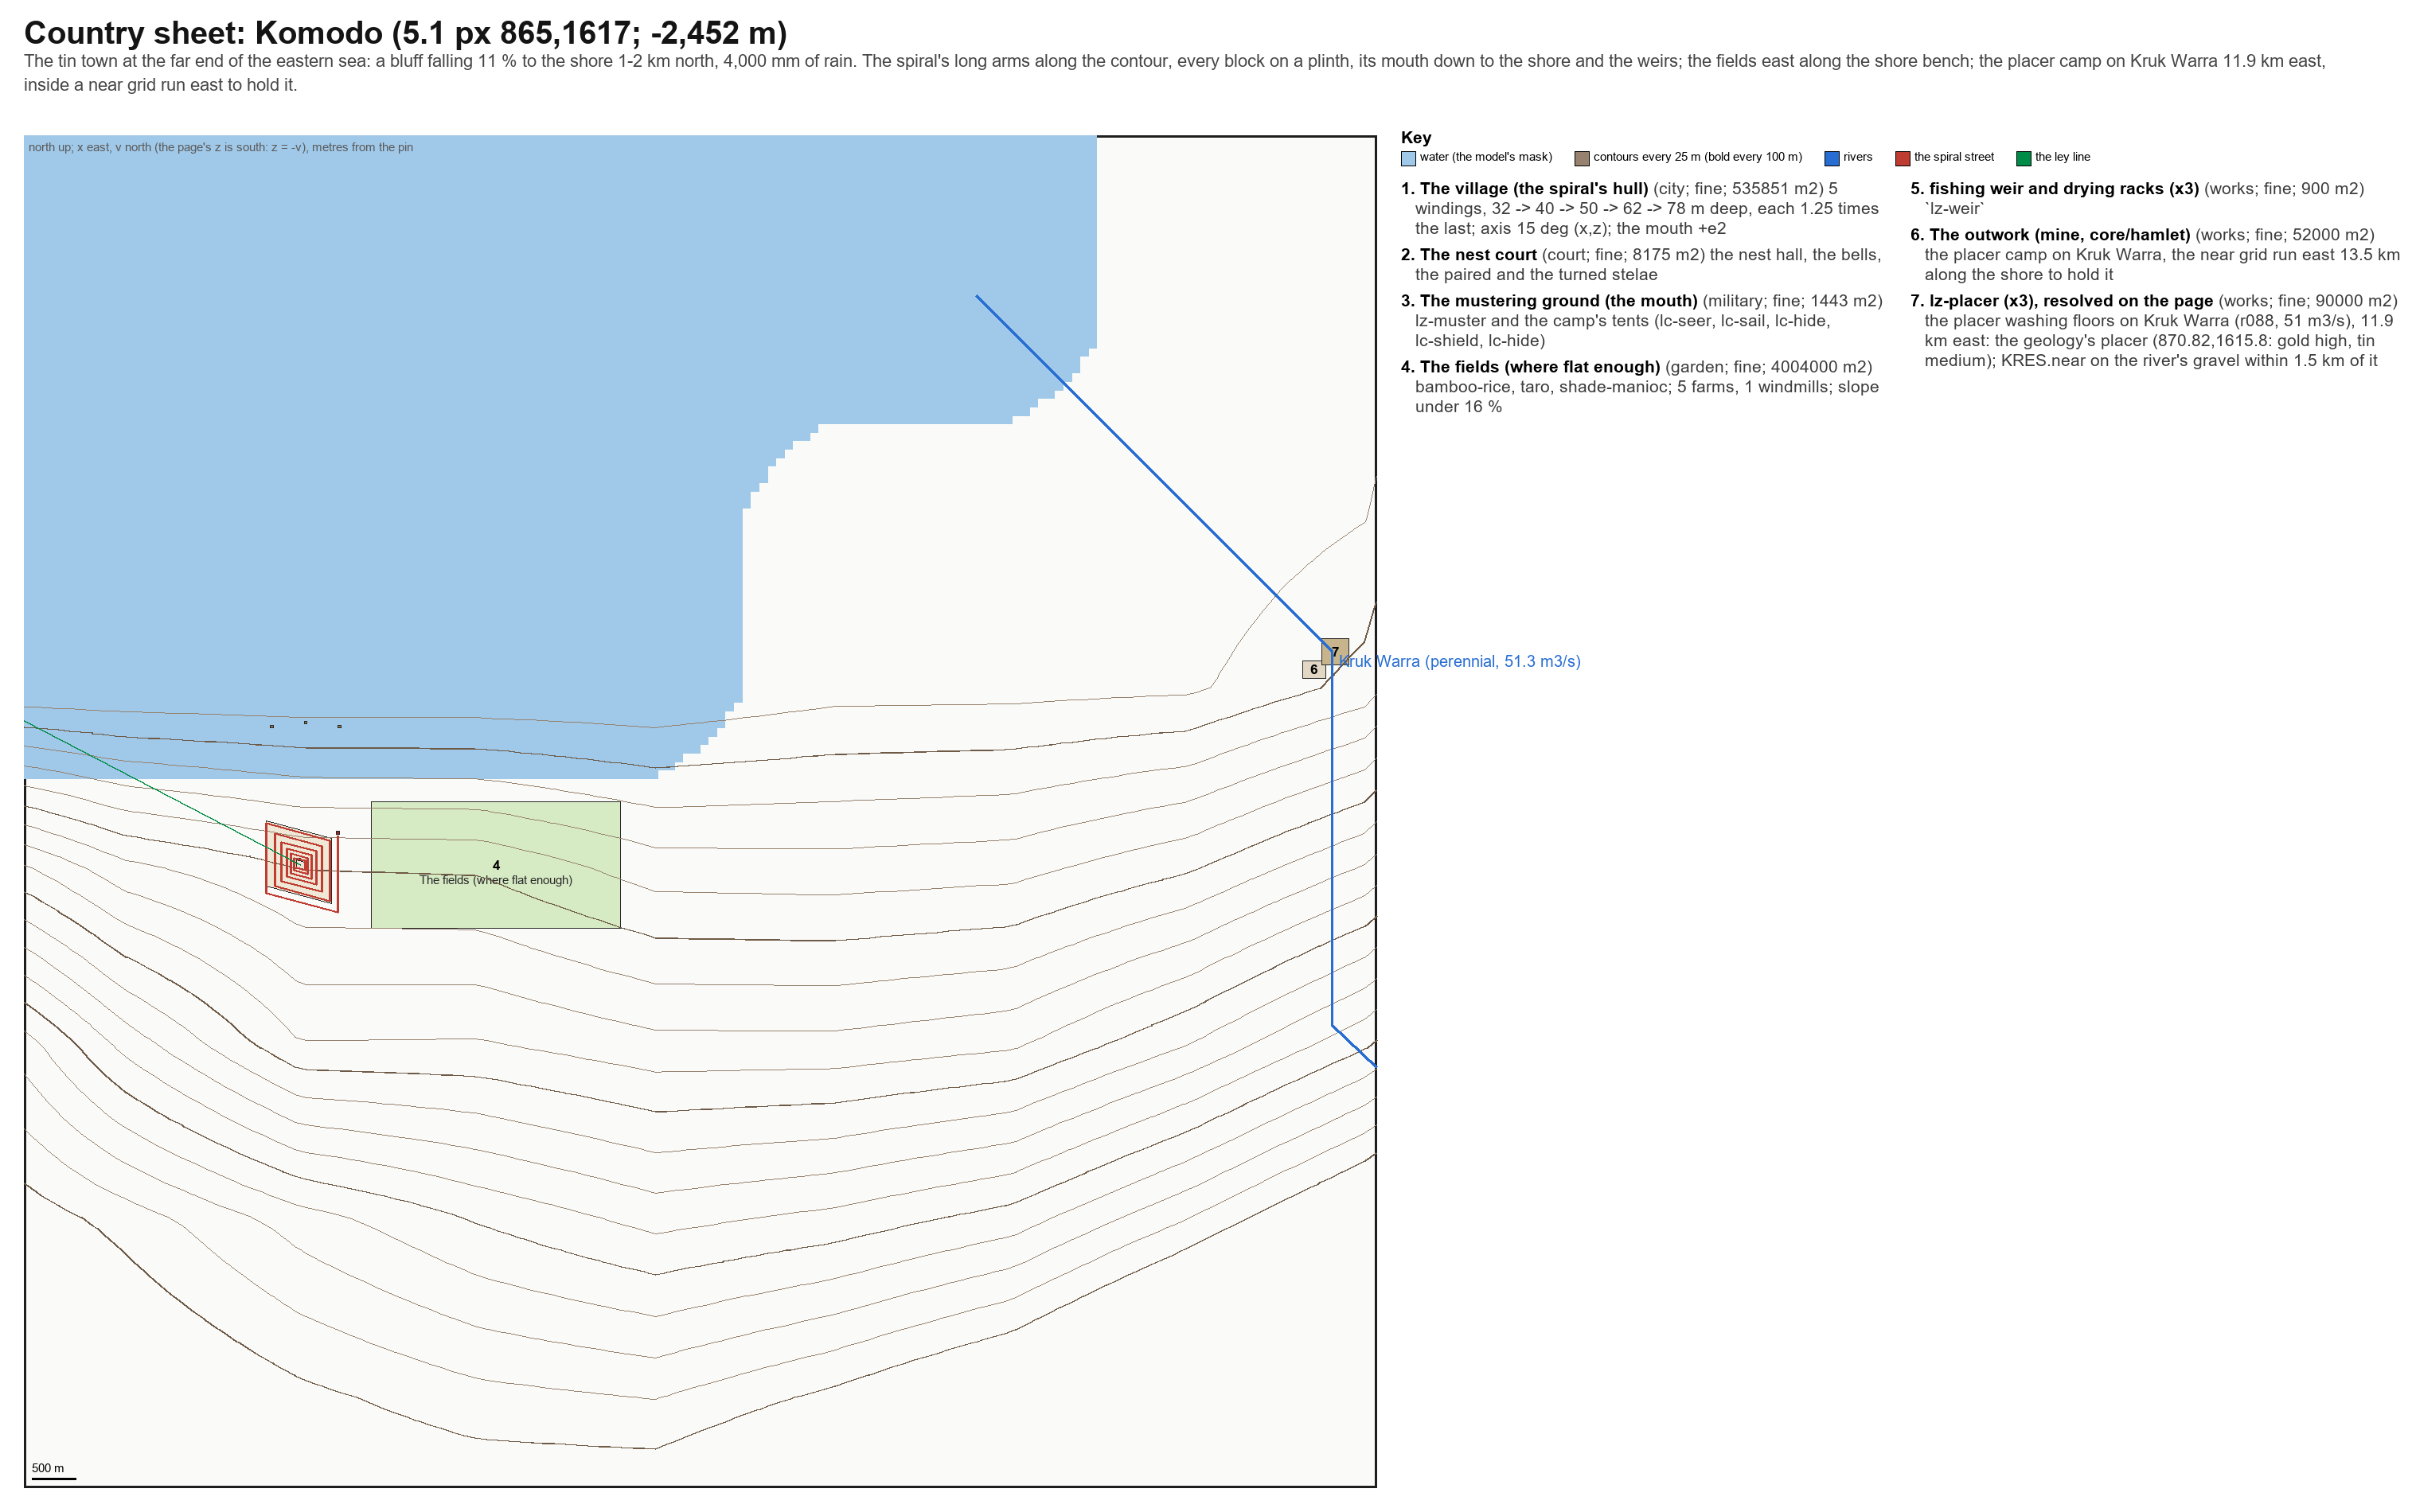 Country sheet: Komodo (5.1 px 865,1617; -2,452 m)
The tin town at the far end of the eastern sea: a bluff falling 11 % to the shore 1-2 km north, 4,000 mm of rain. The spiral's long arms along the contour, every block on a plinth, its mouth down to the shore and the weirs; the fields east along the shore bench; the placer camp on Kruk Warra 11.9 km east,
inside a near grid run east to hold it.
north up; x east, v north (the page's z is south: z = -v), metres from the pin
Key
water (the model's mask)
contours every 25 m (bold every 100 m)
rivers
the spiral street
the ley line
1. The village (the spiral's hull) (city; fine; 535851 m2) 5
windings, 32 -> 40 -> 50 -> 62 -> 78 m deep, each 1.25 times
the last; axis 15 deg (x,z); the mouth +e2
2. The nest court (court; fine; 8175 m2) the nest hall, the bells,
the paired and the turned stelae
3. The mustering ground (the mouth) (military; fine; 1443 m2)
lz-muster and the camp's tents (lc-seer, lc-sail, lc-hide,
lc-shield, lc-hide)
4. The fields (where flat enough) (garden; fine; 4004000 m2)
bamboo-rice, taro, shade-manioc; 5 farms, 1 windmills; slope
under 16 %
5. fishing weir and drying racks (x3) (works; fine; 900 m2)
`lz-weir`
6. The outwork (mine, core/hamlet) (works; fine; 52000 m2)
the placer camp on Kruk Warra, the near grid run east 13.5 km
along the shore to hold it
7. lz-placer (x3), resolved on the page (works; fine; 90000 m2)
the placer washing floors on Kruk Warra (r088, 51 m3/s), 11.9
km east: the geology's placer (870.82,1615.8: gold high, tin
medium); KRES.near on the river's gravel within 1.5 km of it
7
Kruk Warra (perennial, 51.3 m3/s)
6
4
The fields (where flat enough)
500 m